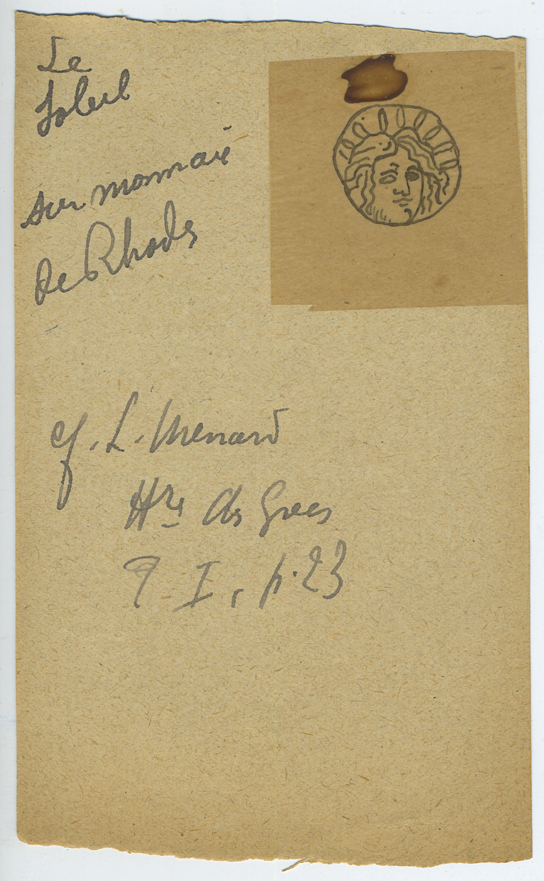 Le
Soleil
sur monnaie
de Rhodes
cf. L. Menard
Hre des Grecs
T I, p. 23